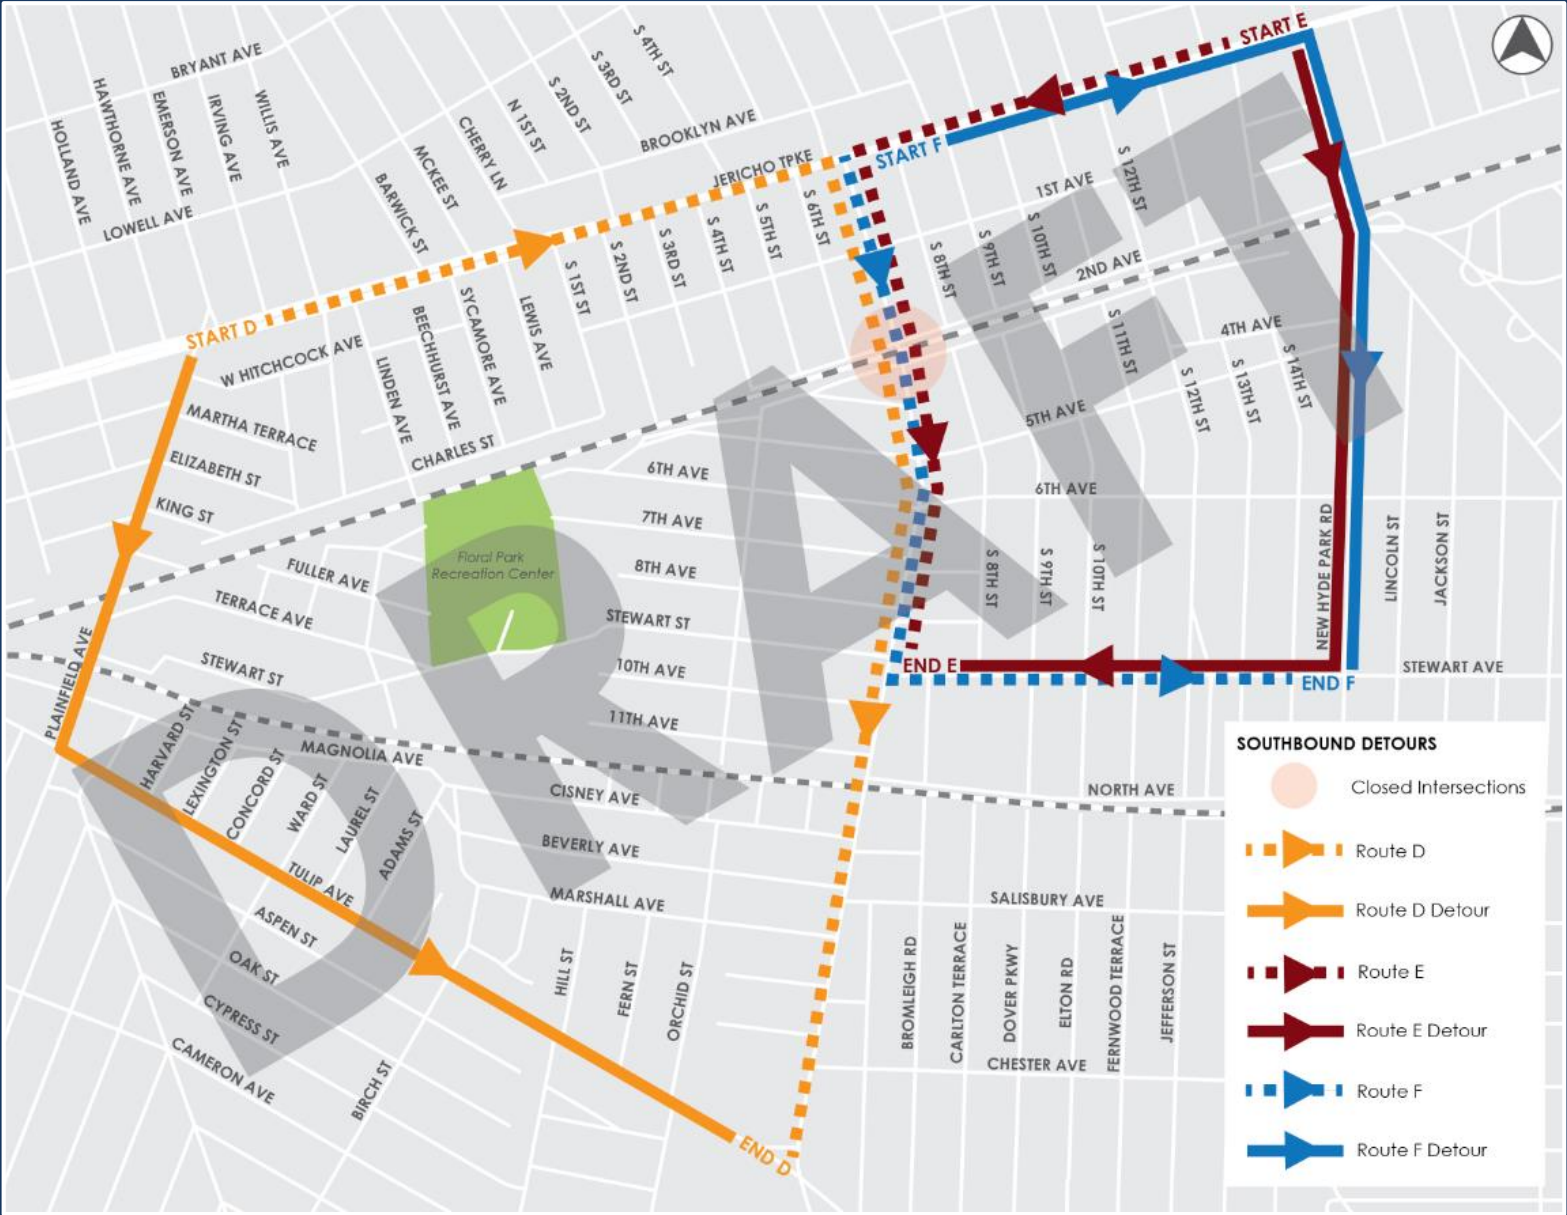 BRYANT AVE
HOLLAND AVE
HAWTHORNE AVE
EMERSON AVE
IRVING AVE
WILLIS AVE
LOWELL AVE
BARWICK ST
MCKEE ST
CHERRY LN
N 1ST ST
S 2ND ST
S 3RD ST
S 4TH ST
BROOKLYN AVE
JERICHO TPKE
START E
START F
START D
W HITCHCOCK AVE
LINDEN AVE
BEECHHURST AVE
SYCAMORE AVE
LEWIS AVE
S 1ST ST
S 2ND ST
S 3RD ST
S 4TH ST
S 5TH ST
S 6TH ST
S 8TH ST
S 9TH ST
S 10TH ST
S 12TH ST
1ST AVE
2ND AVE
4TH AVE
5TH AVE
S 11TH ST
S 12TH ST
S 13TH ST
S 14TH ST
MARTHA TERRACE
ELIZABETH ST
KING ST
CHARLES ST
6TH AVE
7TH AVE
8TH AVE
STEWART ST
10TH AVE
11TH AVE
6TH AVE
S 8TH ST
S 9TH ST
S 10TH ST
NEW HYDE PARK RD
LINCOLN ST
JACKSON ST
Floral Park
Recreation Center
FULLER AVE
TERRACE AVE
STEWART ST
PLAINFIELD AVE
END E
END F
STEWART AVE
DRAFT
HARVARD ST
LEXINGTON ST
CONCORD ST
WARD ST
LAUREL ST
ADAMS ST
MAGNOLIA AVE
CISNEY AVE
BEVERLY AVE
MARSHALL AVE
NORTH AVE
SALISBURY AVE
TULIP AVE
ASPEN ST
OAK ST
CYPRESS ST
CAMERON AVE
BIRCH ST
HILL ST
FERN ST
ORCHID ST
BROMLEIGH RD
CARLTON TERRACE
DOVER PKWY
ELTON RD
FERNWOOD TERRACE
JEFFERSON ST
CHESTER AVE
END D
SOUTHBOUND DETOURS
Closed Intersections
Route D
Route D Detour
Route E
Route E Detour
Route F
Route F Detour